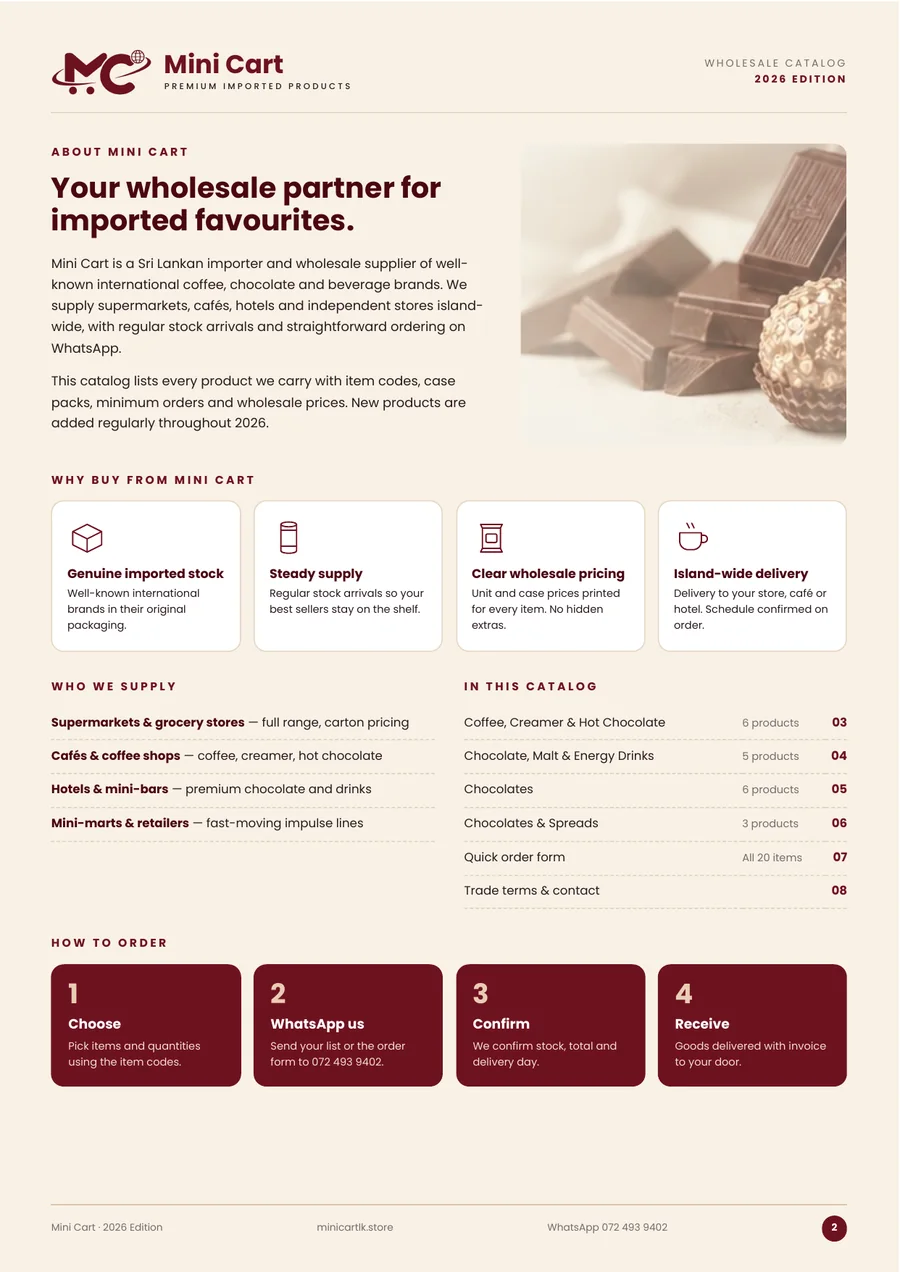 MC
Mini Cart
PREMIUM IMPORTED PRODUCTS
WHOLESALE CATALOG
2026 EDITION
ABOUT MINI CART
Your wholesale partner for
imported favourites.
Mini Cart is a Sri Lankan importer and wholesale supplier of well-
known international coffee, chocolate and beverage brands. We
supply supermarkets, cafés, hotels and independent stores island-
wide, with regular stock arrivals and straightforward ordering on
WhatsApp.
This catalog lists every product we carry with item codes, case
packs, minimum orders and wholesale prices. New products are
added regularly throughout 2026.
WHY BUY FROM MINI CART
Genuine imported stock
Well-known international
brands in their original
packaging.
Steady supply
Regular stock arrivals so your
best sellers stay on the shelf.
Clear wholesale pricing
Unit and case prices printed
for every item. No hidden
extras.
Island-wide delivery
Delivery to your store, café or
hotel. Schedule confirmed on
order.
WHO WE SUPPLY
Supermarkets & grocery stores — full range, carton pricing
Cafés & coffee shops — coffee, creamer, hot chocolate
Hotels & mini-bars — premium chocolate and drinks
Mini-marts & retailers — fast-moving impulse lines
IN THIS CATALOG
Coffee, Creamer & Hot Chocolate 6 products 03
Chocolate, Malt & Energy Drinks 5 products 04
Chocolates 6 products 05
Chocolates & Spreads 3 products 06
Quick order form All 20 items 07
Trade terms & contact 08
HOW TO ORDER
1
Choose
Pick items and quantities
using the item codes.
2
WhatsApp us
Send your list or the order
form to 072 493 9402.
3
Confirm
We confirm stock, total and
delivery day.
4
Receive
Goods delivered with invoice
to your door.
Mini Cart · 2026 Edition minicartlk.store WhatsApp 072 493 9402 2